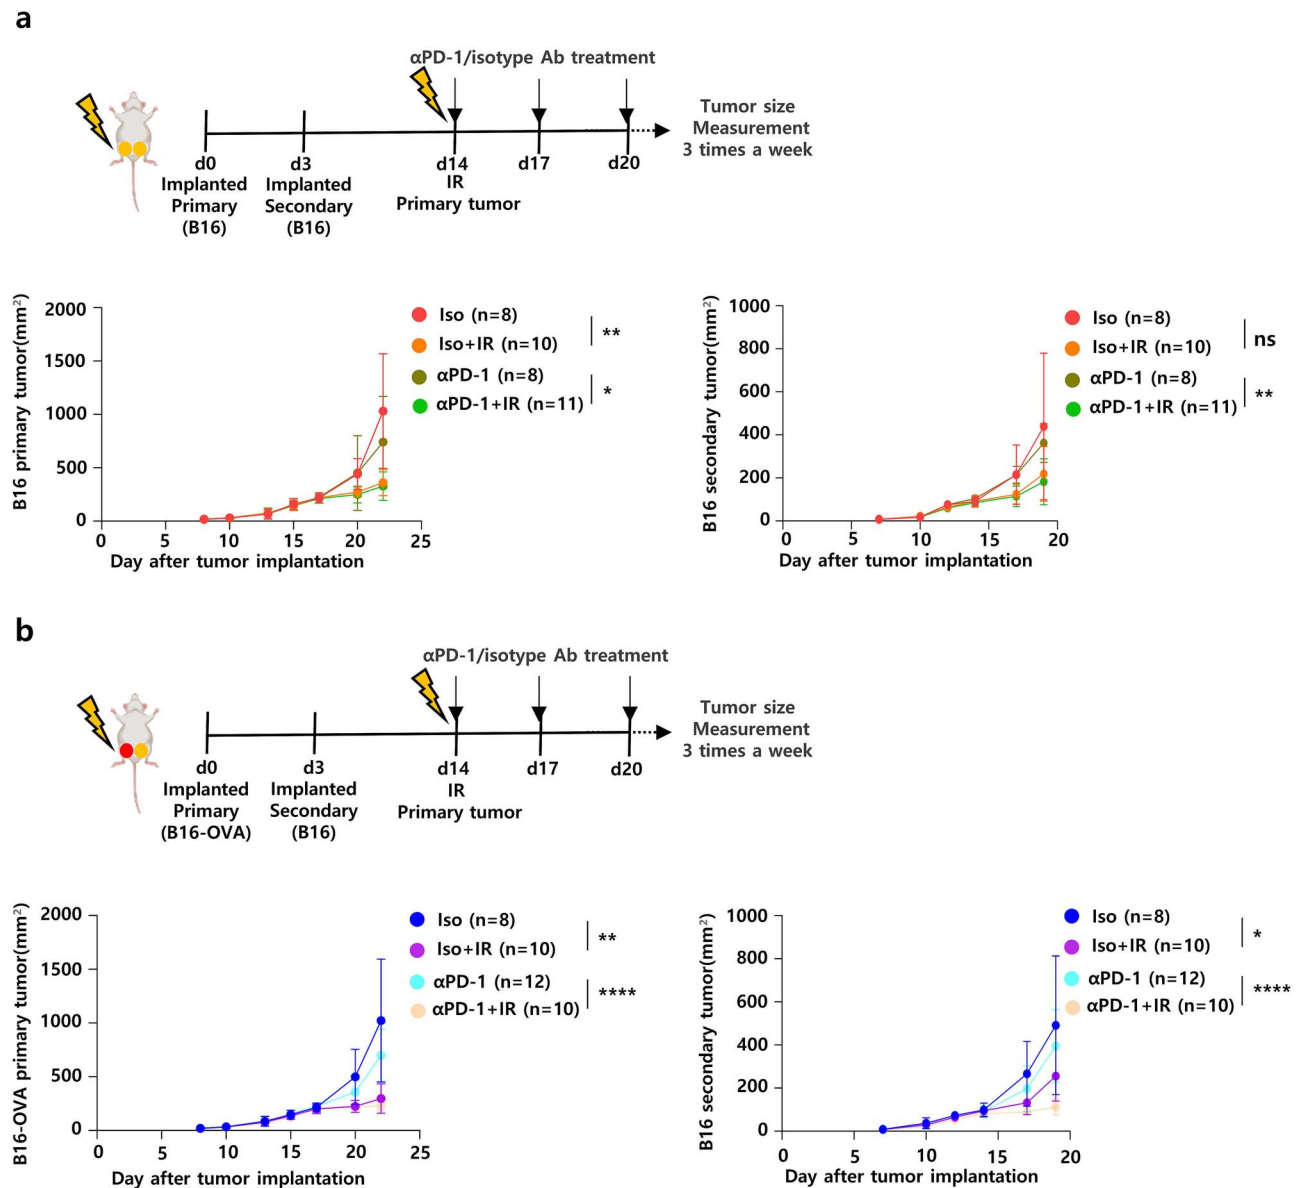 a
αPD-1/isotype Ab treatment
Tumor size
Measurement
3 times a week
d0
Implanted
Primary
(B16)
d3
Implanted
Secondary
(B16)
d14
IR
Primary tumor
d17
d20
B16 primary tumor(mm²)
2000
1500
1000
500
0
0 5 10 15 20 25
Day after tumor implantation
Iso (n=8)
Iso+IR (n=10)
**
αPD-1 (n=8)
αPD-1+IR (n=11)
*
B16 secondary tumor(mm²)
1000
800
600
400
200
0
0 5 10 15 20
Day after tumor implantation
Iso (n=8)
Iso+IR (n=10)
ns
αPD-1 (n=8)
αPD-1+IR (n=11)
**
b
αPD-1/isotype Ab treatment
Tumor size
Measurement
3 times a week
d0
Implanted
Primary
(B16-OVA)
d3
Implanted
Secondary
(B16)
d14
IR
Primary tumor
d17
d20
B16-OVA primary tumor(mm²)
2000
1500
1000
500
0
0 5 10 15 20 25
Day after tumor implantation
Iso (n=8)
Iso+IR (n=10)
**
αPD-1 (n=12)
αPD-1+IR (n=10)
****
B16 secondary tumor(mm²)
1000
800
600
400
200
0
0 5 10 15 20
Day after tumor implantation
Iso (n=8)
Iso+IR (n=10)
*
αPD-1 (n=12)
αPD-1+IR (n=10)
****